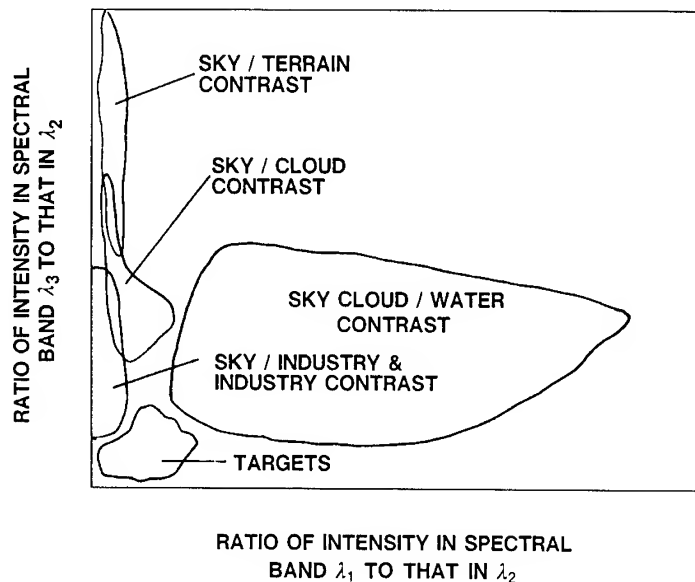 RATIO OF INTENSITY IN SPECTRAL
BAND λ₃ TO THAT IN λ₂
SKY / TERRAIN
CONTRAST
SKY / CLOUD
CONTRAST
SKY CLOUD / WATER
CONTRAST
SKY / INDUSTRY &
INDUSTRY CONTRAST
TARGETS
RATIO OF INTENSITY IN SPECTRAL
BAND λ₁ TO THAT IN λ₂